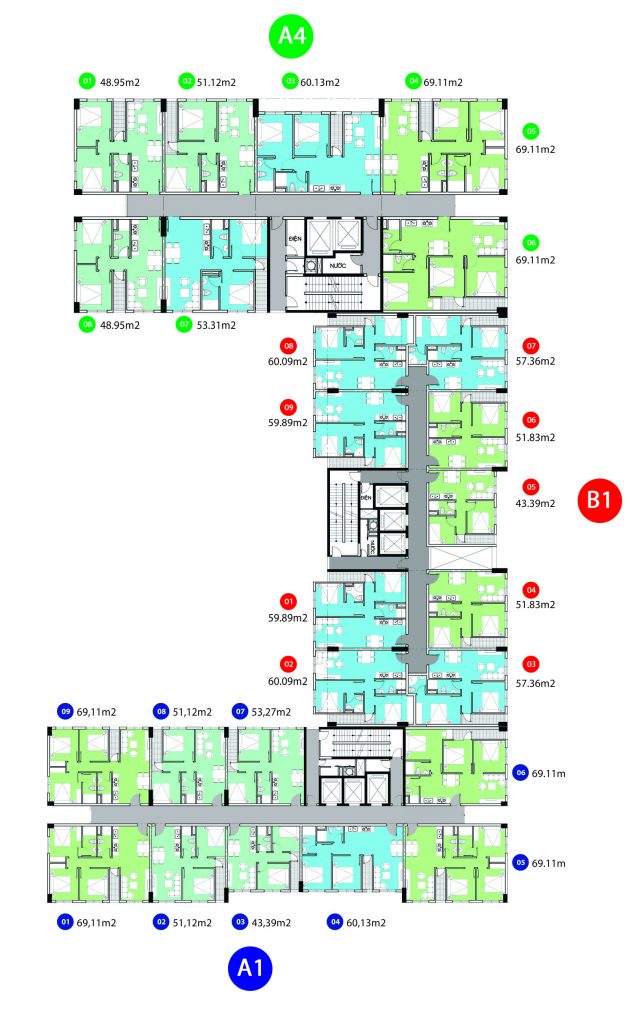 A4
01 48.95m2
02 51.12m2
03 60.13m2
04 69.11m2
05
69.11m2
06
69.11m2
ĐIỆN
NƯỚC
08 48.95m2
07 53.31m2
08
60.09m2
07
57.36m2
09
59.89m2
06
51.83m2
05
43.39m2
B1
ĐIỆN
NƯỚC
01
59.89m2
04
51.83m2
02
60.09m2
03
57.36m2
09 69,11m2
08 51,12m2
07 53,27m2
06 69.11m
05 69.11m
01 69,11m2
02 51,12m2
03 43,39m2
04 60,13m2
A1